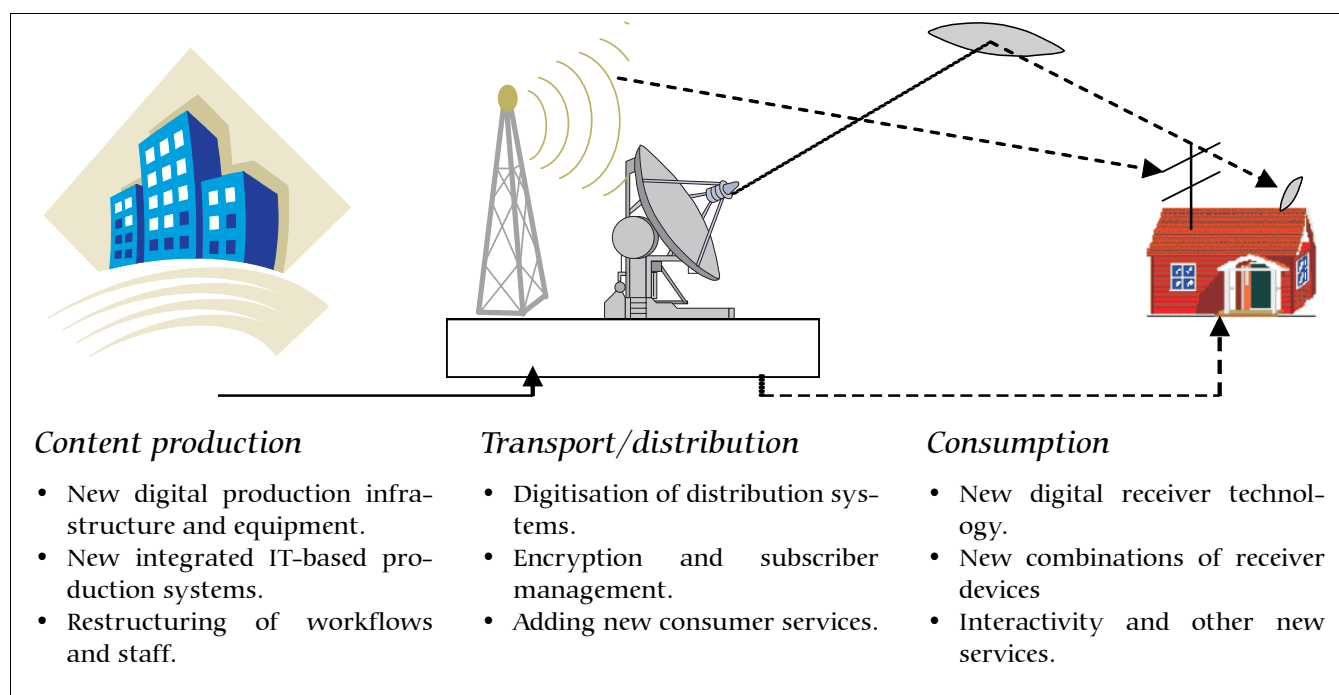 Content production
• New digital production infra-
structure and equipment.
• New integrated IT-based pro-
duction systems.
• Restructuring of workflows
and staff.
Transport/distribution
• Digitisation of distribution sys-
tems.
• Encryption and subscriber
management.
• Adding new consumer services.
Consumption
• New digital receiver technol-
ogy.
• New combinations of receiver
devices
• Interactivity and other new
services.